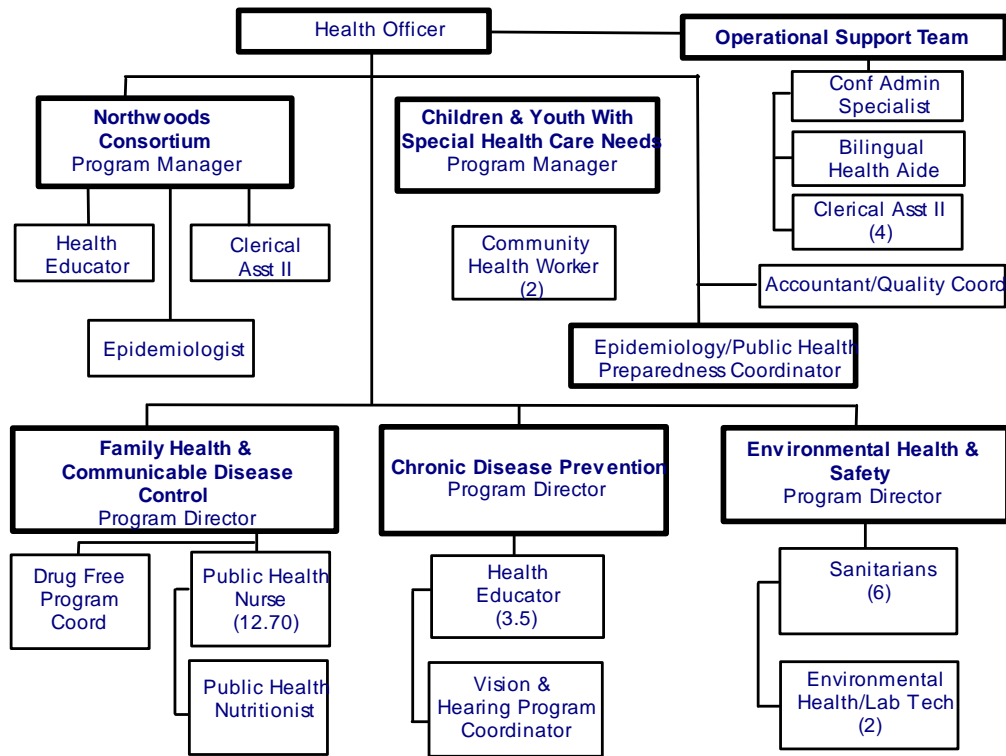 Health Officer
Operational Support Team
Conf Admin
Specialist
Bilingual
Health Aide
Clerical Asst II
(4)
Northwoods
Consortium
Program Manager
Children & Youth With
Special Health Care Needs
Program Manager
Health
Educator
Clerical
Asst II
Epidemiologist
Community
Health Worker
(2)
Accountant/Quality Coord
Epidemiology/Public Health
Preparedness Coordinator
Family Health &
Communicable Disease
Control
Program Director
Chronic Disease Prevention
Program Director
Environmental Health &
Safety
Program Director
Drug Free
Program
Coord
Public Health
Nurse
(12.70)
Public Health
Nutritionist
Health
Educator
(3.5)
Vision &
Hearing Program
Coordinator
Sanitarians
(6)
Environmental
Health/Lab Tech
(2)